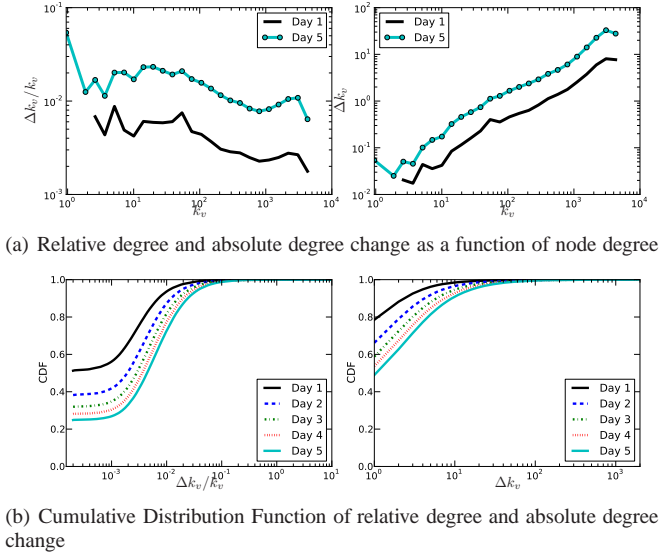 10^-1
10^-2
10^-3
Δk_v/k_v
10^0 10^1 10^2 10^3 10^4
k_v
Day 1
Day 5
10^2
10^1
10^0
10^-1
10^-2
Δk_v
10^0 10^1 10^2 10^3 10^4
k_v
Day 1
Day 5
(a) Relative degree and absolute degree change as a function of node degree
1.0
0.8
0.6
0.4
0.2
0.0
CDF
10^-3 10^-2 10^-1 10^0 10^1
Δk_v/k_v
Day 1
Day 2
Day 3
Day 4
Day 5
1.0
0.8
0.6
0.4
0.2
0.0
CDF
10^0 10^1 10^2 10^3
Δk_v
Day 1
Day 2
Day 3
Day 4
Day 5
(b) Cumulative Distribution Function of relative degree and absolute degree
change